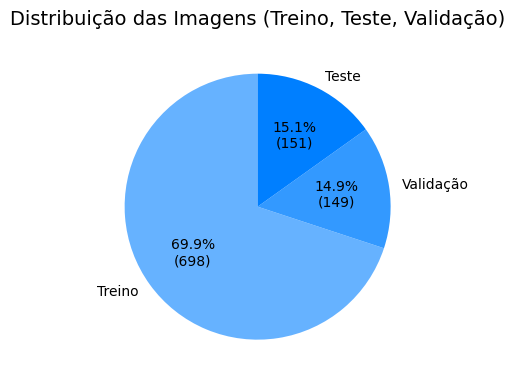 Distribuição das Imagens (Treino, Teste, Validação)
Teste
15.1%
(151)
14.9%
(149)
Validação
69.9%
(698)
Treino